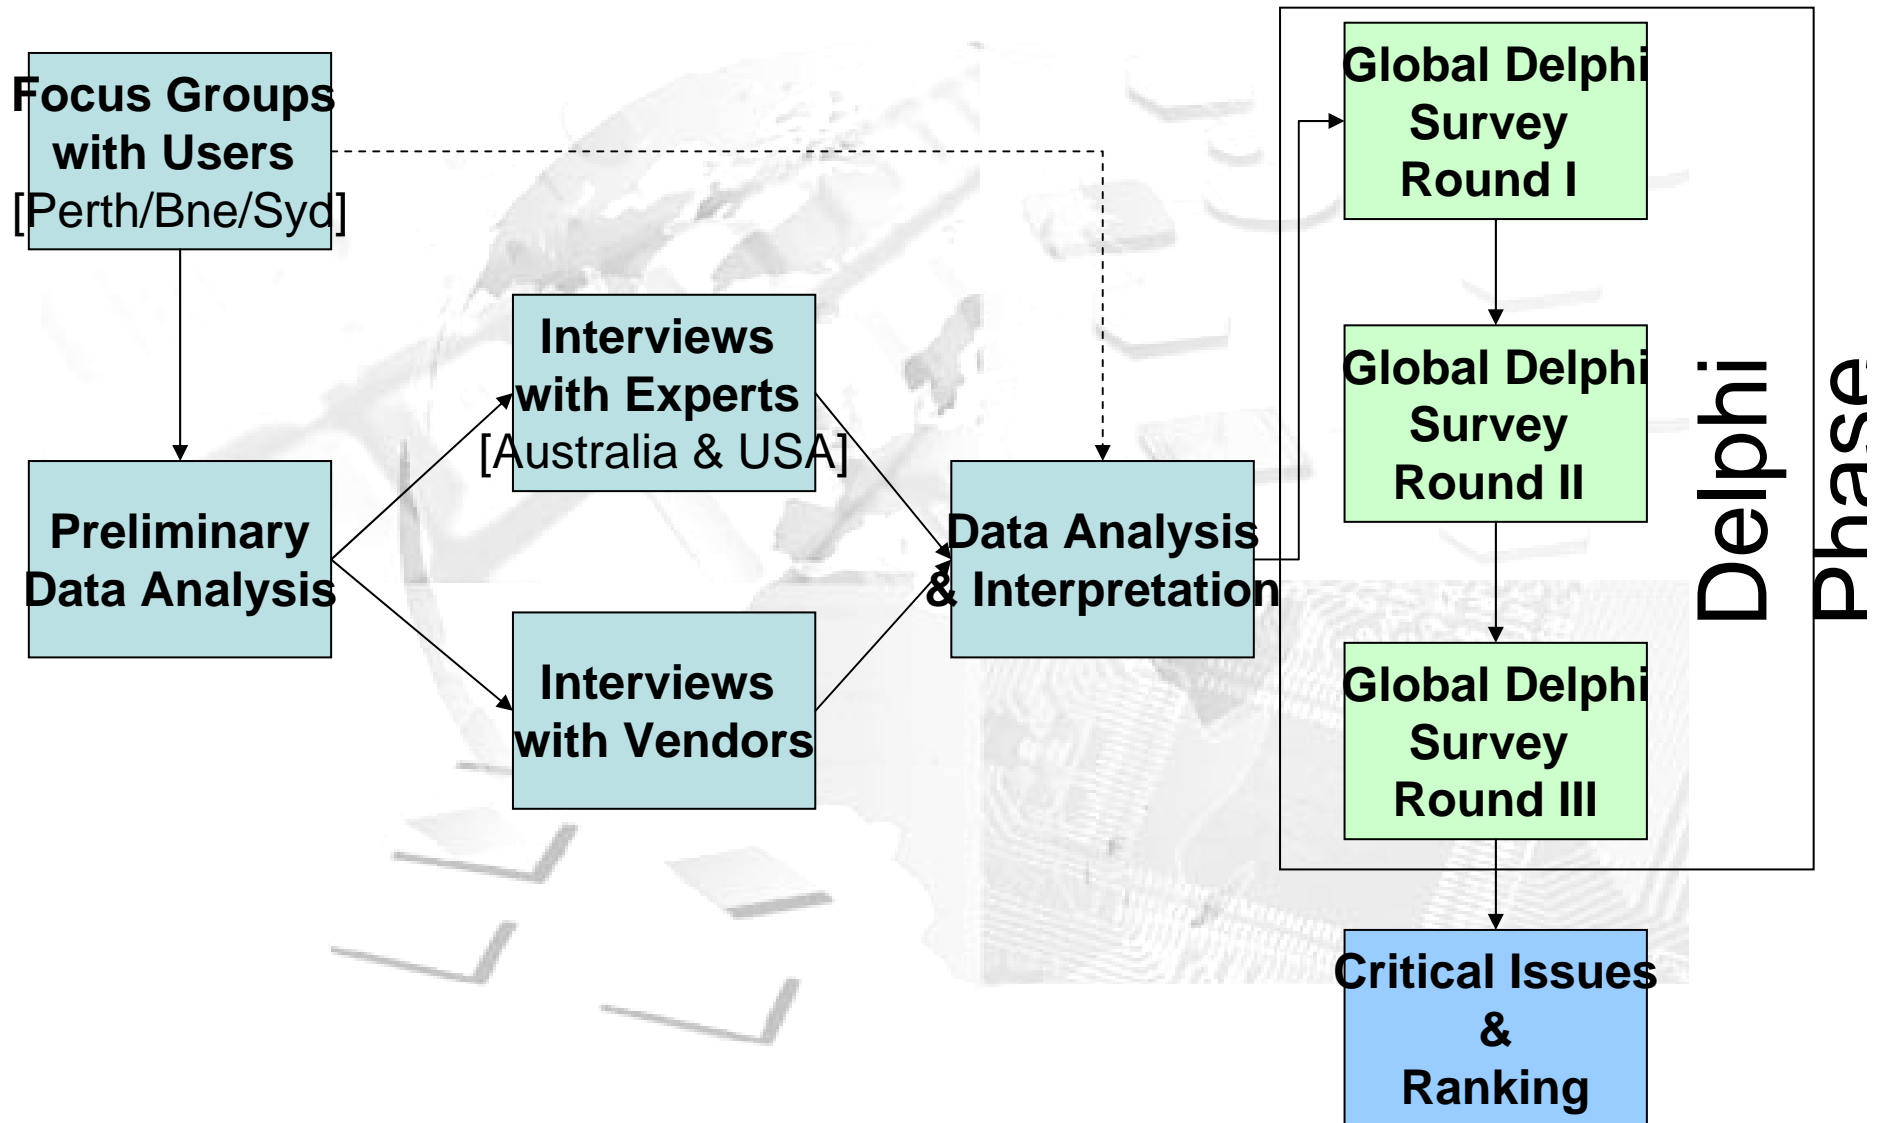 Focus Groups
with Users
[Perth/Bne/Syd]
Preliminary
Data Analysis
Interviews
with Experts
[Australia & USA]
Interviews
with Vendors
Data Analysis
& Interpretation
Global Delphi
Survey
Round I
Global Delphi
Survey
Round II
Global Delphi
Survey
Round III
Delphi
Phase
Critical Issues
&
Ranking